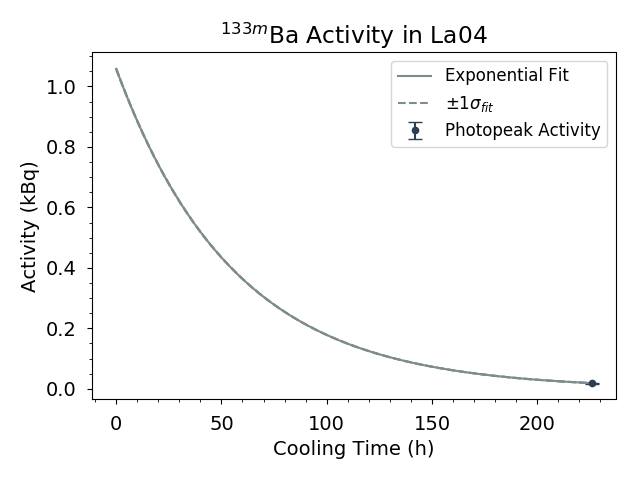 ¹³³ᵐBa Activity in La04
Exponential Fit
±1σ_fit
Photopeak Activity
Activity (kBq)
1.0
0.8
0.6
0.4
0.2
0.0
0 50 100 150 200
Cooling Time (h)